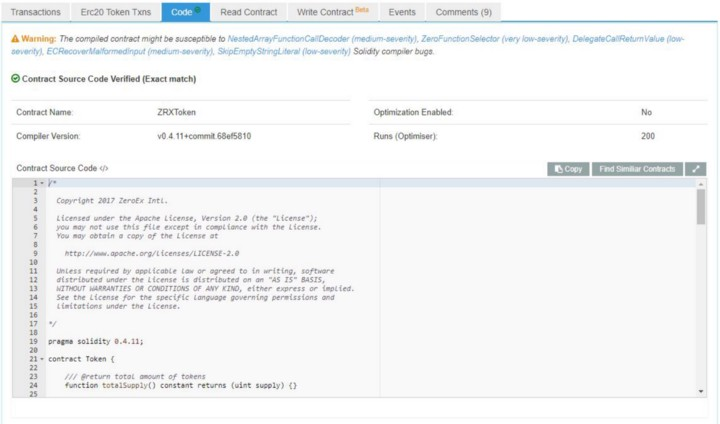 Transactions Erc20 Token Txns Code Read Contract Write Contract Beta Events Comments (9)
Warning: The compiled contract might be susceptible to NestedArrayFunctionCallDecoder (medium-severity), ZeroFunctionSelector (very low-severity), DelegateCallReturnValue (low-
severity), ECRecoverMalformedInput (medium-severity), SkipEmptyStringLiteral (low-severity) Solidity compiler bugs.
Contract Source Code Verified (Exact match)
Contract Name: ZRXToken Optimization Enabled: No
Compiler Version: v0.4.11+commit.68ef5810 Runs (Optimiser): 200
Contract Source Code </> Copy Find Similiar Contracts
1 /*
2
3 Copyright 2017 ZeroEx Intl.
4
5 Licensed under the Apache License, Version 2.0 (the "License");
6 you may not use this file except in compliance with the License.
7 You may obtain a copy of the License at
8
9 http://www.apache.org/licenses/LICENSE-2.0
10
11 Unless required by applicable law or agreed to in writing, software
12 distributed under the License is distributed on an "AS IS" BASIS,
13 WITHOUT WARRANTIES OR CONDITIONS OF ANY KIND, either express or implied.
14 See the License for the specific language governing permissions and
15 limitations under the License.
16
17 */
18
19 pragma solidity 0.4.11;
20
21 contract Token {
22
23 /// @return total amount of tokens
24 function totalSupply() constant returns (uint supply) {}
25